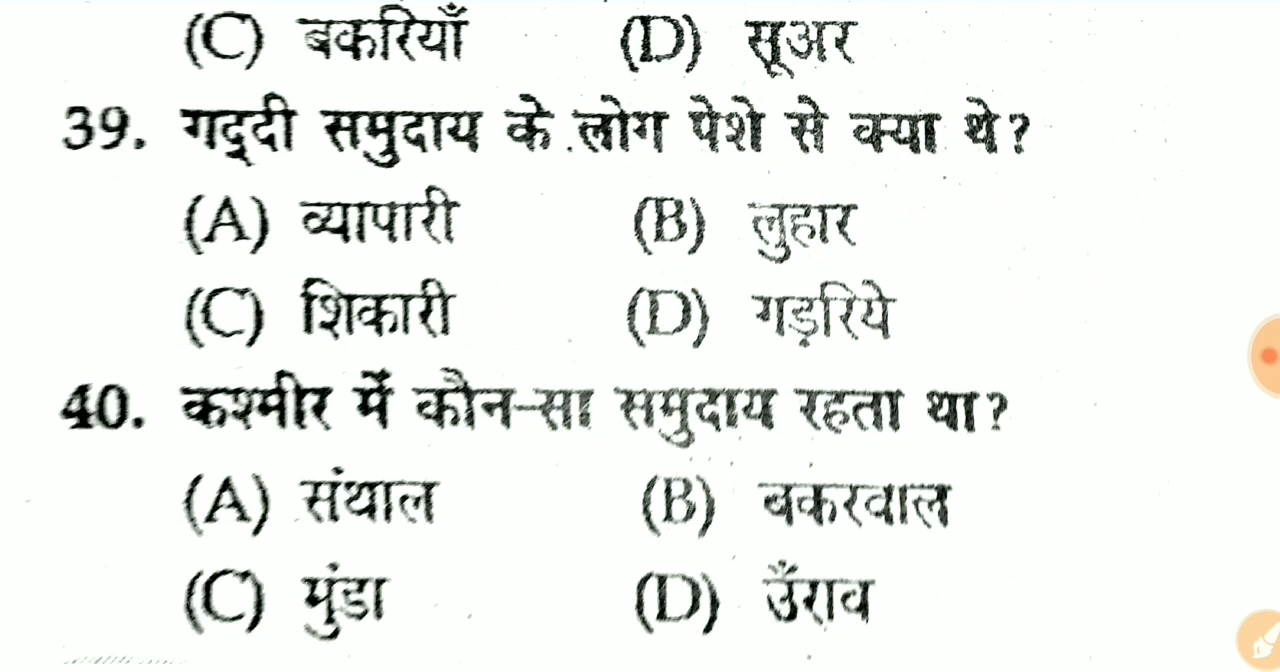 (C) बकरियाँ (D) सूअर
39. गद्दी समुदाय के लोग पेशे से क्या थे?
(A) व्यापारी (B) लुहार
(C) शिकारी (D) गड़रिये
40. कश्मीर में कौन-सा समुदाय रहता था?
(A) संथाल (B) बकरवाल
(C) मुंडा (D) उँराव